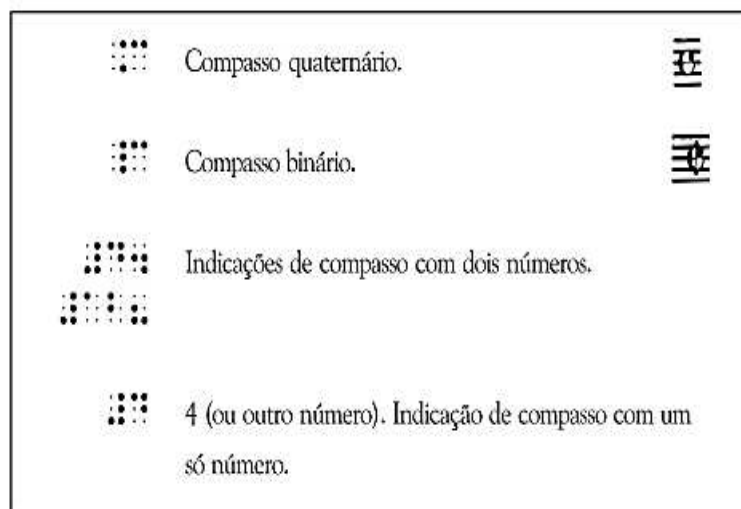 Compasso quaternário.
Compasso binário.
Indicações de compasso com dois números.
4 (ou outro número). Indicação de compasso com um
só número.